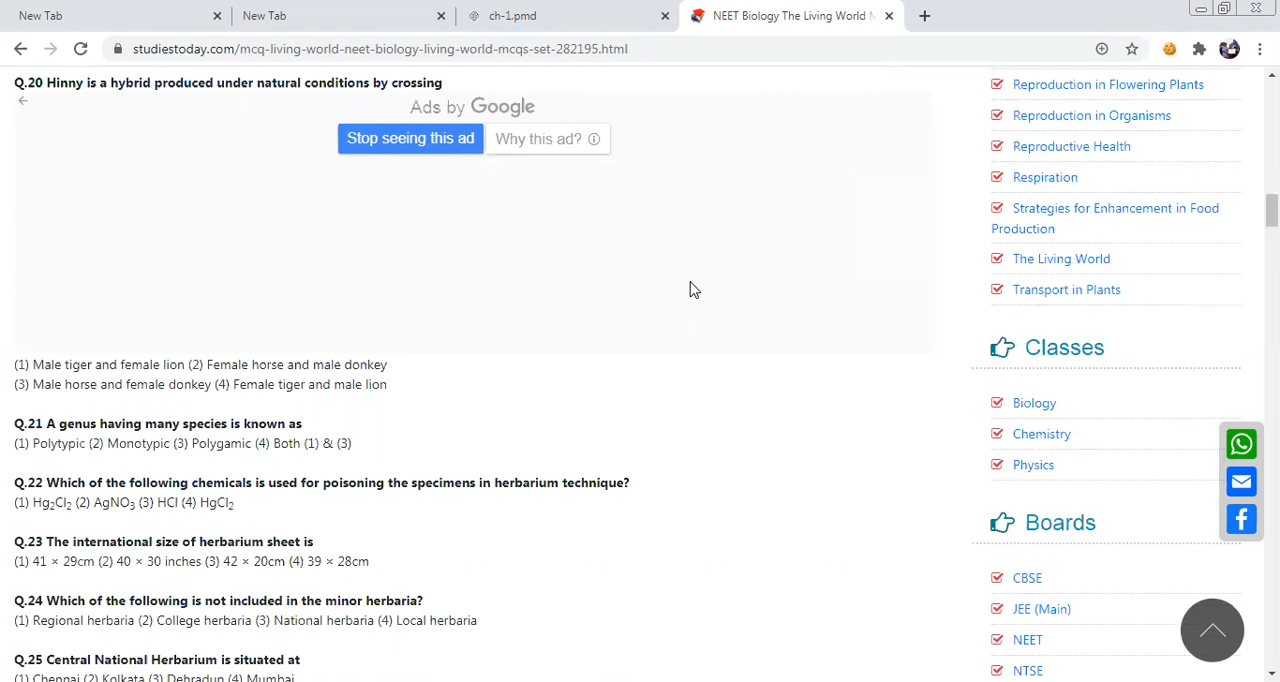 New Tab
New Tab
ch-1.pmd
NEET Biology The Living World M
studiestoday.com/mcq-living-world-neet-biology-living-world-mcqs-set-282195.html
Q.20 Hinny is a hybrid produced under natural conditions by crossing
Ads by Google
Stop seeing this ad
Why this ad?
(1) Male tiger and female lion (2) Female horse and male donkey
(3) Male horse and female donkey (4) Female tiger and male lion
Q.21 A genus having many species is known as
(1) Polytypic (2) Monotypic (3) Polygamic (4) Both (1) & (3)
Q.22 Which of the following chemicals is used for poisoning the specimens in herbarium technique?
(1) Hg₂Cl₂ (2) AgNO₃ (3) HCl (4) HgCl₂
Q.23 The international size of herbarium sheet is
(1) 41 × 29cm (2) 40 × 30 inches (3) 42 × 20cm (4) 39 × 28cm
Q.24 Which of the following is not included in the minor herbaria?
(1) Regional herbaria (2) College herbaria (3) National herbaria (4) Local herbaria
Q.25 Central National Herbarium is situated at
(1) Chennai (2) Kolkata (3) Dehradun (4) Mumbai
Reproduction in Flowering Plants
Reproduction in Organisms
Reproductive Health
Respiration
Strategies for Enhancement in Food
Production
The Living World
Transport in Plants
Classes
Biology
Chemistry
Physics
Boards
CBSE
JEE (Main)
NEET
NTSE